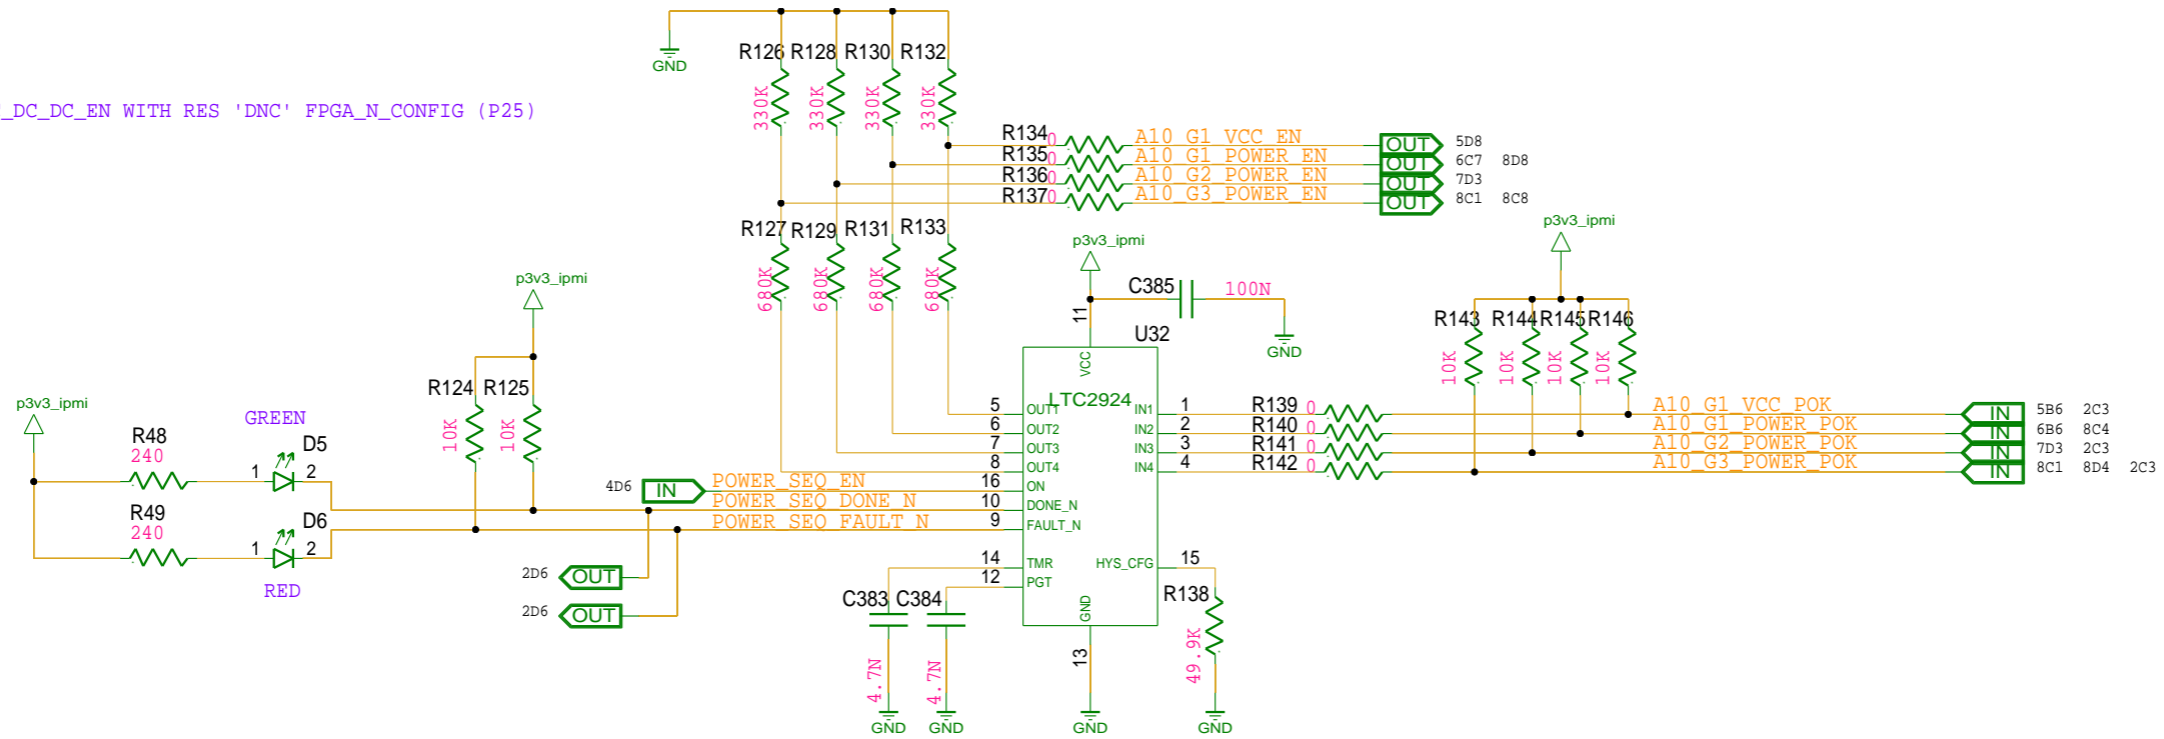 GND
R126 R128 R130 R132
330K 330K 330K 330K
_DC_DC_EN WITH RES 'DNC' FPGA_N_CONFIG (P25)
R134 0 A10_G1_VCC_EN OUT 5D8
R135 0 A10_G1_POWER_EN OUT 6C7 8D8
R136 0 A10_G2_POWER_EN OUT 7D3
R137 0 A10_G3_POWER_EN OUT 8C1 8C8
R127 R129 R131 R133
680K 680K 680K 680K
p3v3_ipmi
p3v3_ipmi
p3v3_ipmi
C385 100N
GND
11
U32
VCC
LTC2924
R143 R144 R145 R146
10K 10K 10K 10K
R124 R125
10K 10K
p3v3_ipmi
GREEN
R48
240
1 D5 2
R49
240
1 D6 2
RED
5 OUT1 IN1 1 R139 0 A10_G1_VCC_POK IN 5B6 2C3
6 OUT2 IN2 2 R140 0 A10_G1_POWER_POK IN 6B6 8C4
7 OUT3 IN3 3 R141 0 A10_G2_POWER_POK IN 7D3 2C3
8 OUT4 IN4 4 R142 0 A10_G3_POWER_POK IN 8C1 8D4 2C3
4D6 IN POWER_SEQ_EN 16 ON
POWER_SEQ_DONE_N 10 DONE_N
POWER_SEQ_FAULT_N 9 FAULT_N
2D6 OUT
2D6 OUT
14 TMR HYS_CFG 15
12 PGT
C383 C384
4.7N 4.7N
R138
49.9K
GND
13
GND GND GND GND